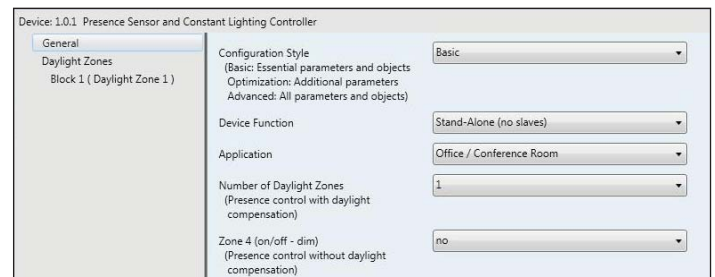 Device: 1.0.1 Presence Sensor and Constant Lighting Controller
General
Daylight Zones
Block 1 ( Daylight Zone 1 )
Configuration Style
(Basic: Essential parameters and objects
Optimization: Additional parameters
Advanced: All parameters and objects)
Basic
Device Function
Stand-Alone (no slaves)
Application
Office / Conference Room
Number of Daylight Zones
(Presence control with daylight
compensation)
1
Zone 4 (on/off - dim)
(Presence control without daylight
compensation)
no